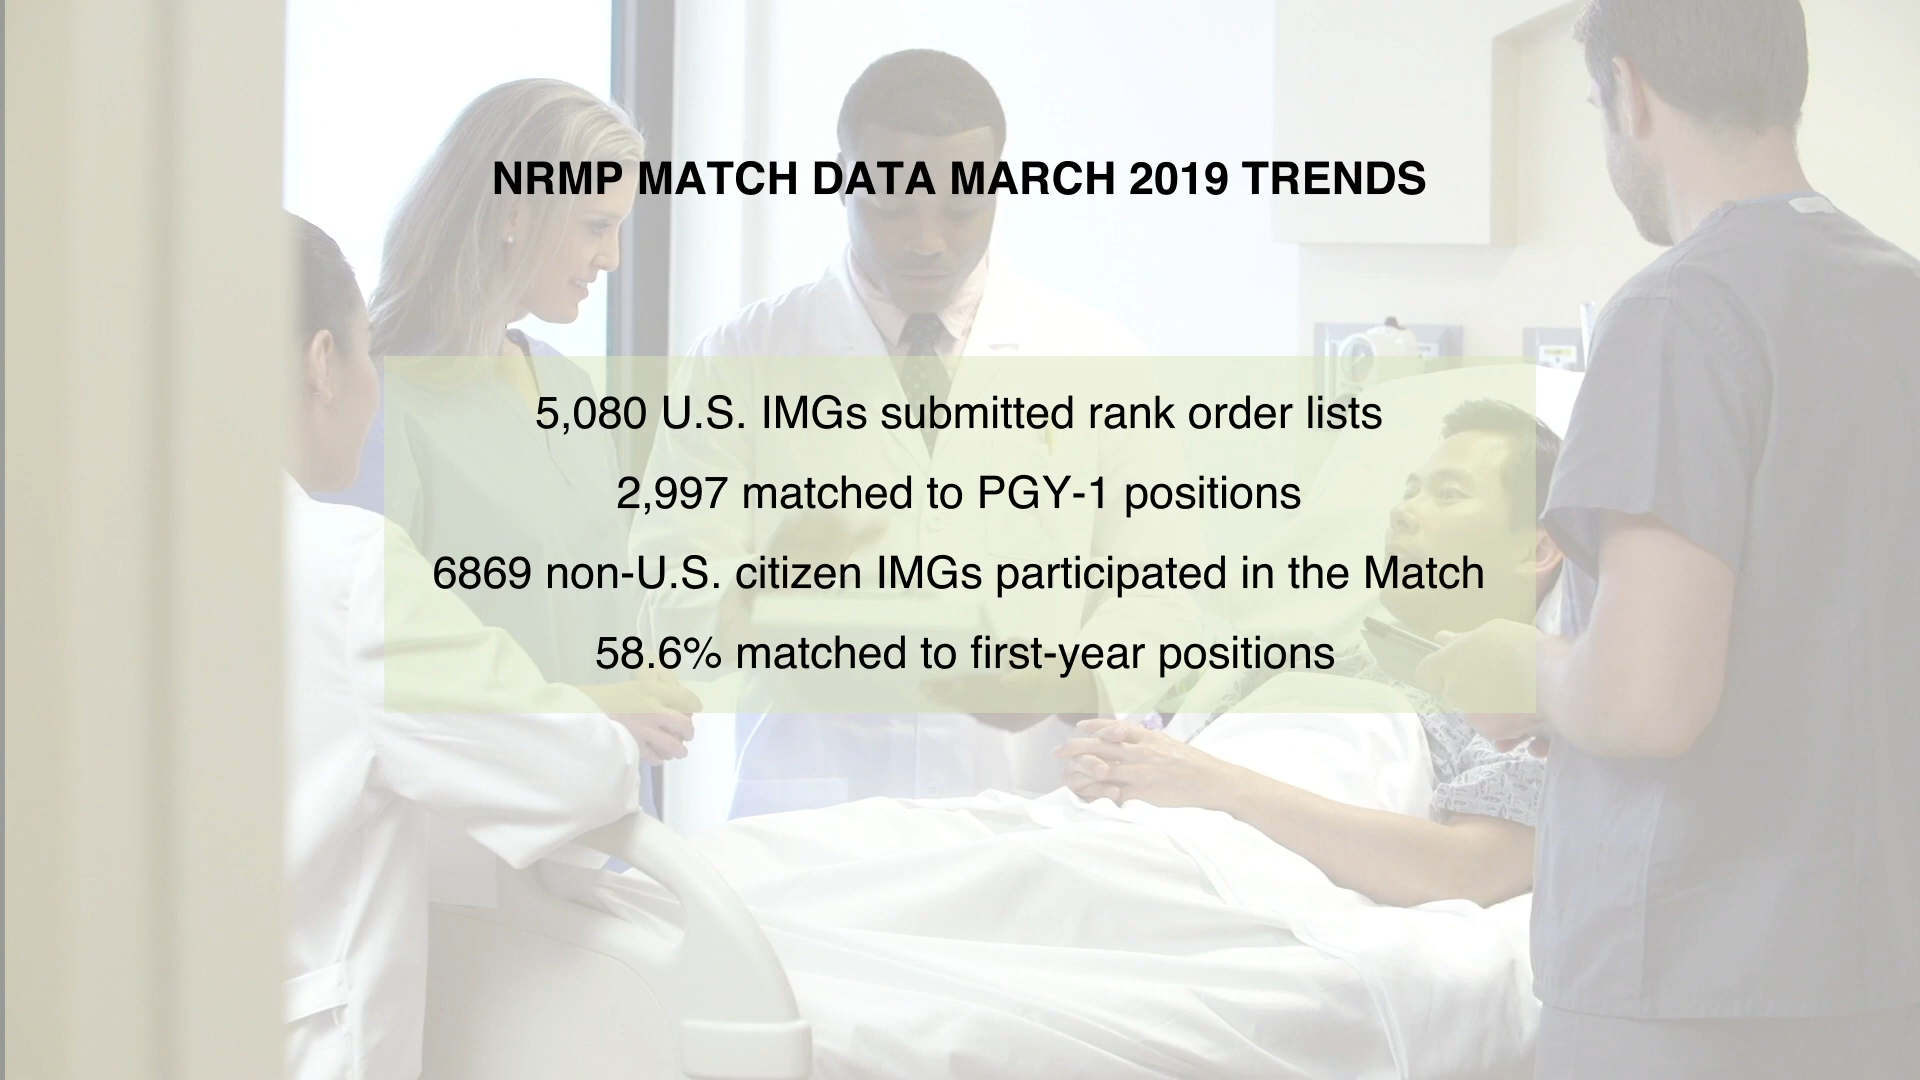 NRMP MATCH DATA MARCH 2019 TRENDS
5,080 U.S. IMGs submitted rank order lists
2,997 matched to PGY-1 positions
6869 non-U.S. citizen IMGs participated in the Match
58.6% matched to first-year positions